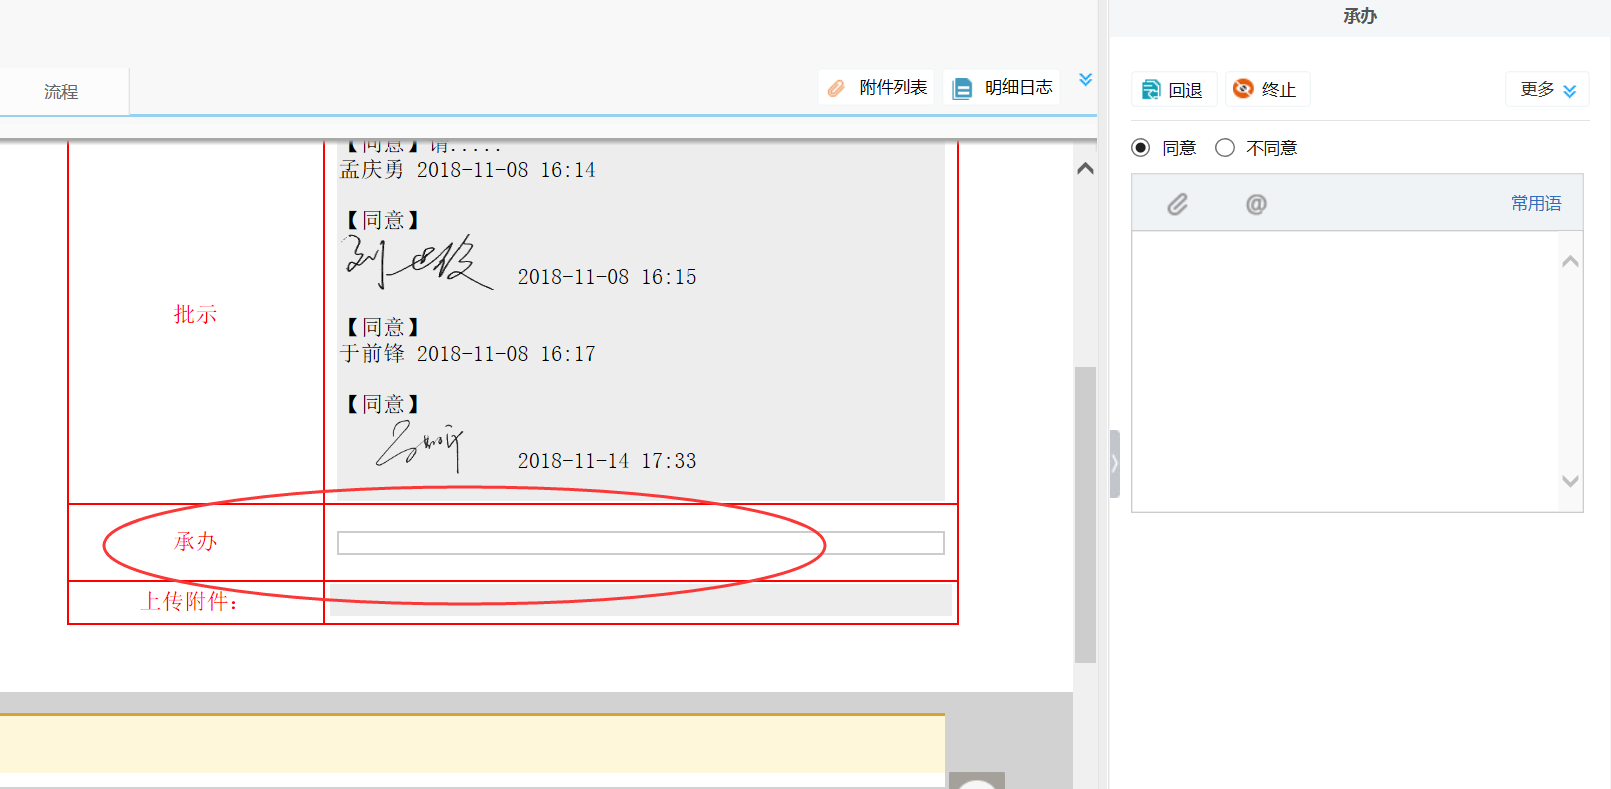 承办
流程
附件列表
明细日志
回退
终止
更多
同意
不同意
常用语
【同意】请.....
孟庆勇 2018-11-08 16:14
【同意】
2018-11-08 16:15
批示
【同意】
于前锋 2018-11-08 16:17
【同意】
2018-11-14 17:33
承办
上传附件：